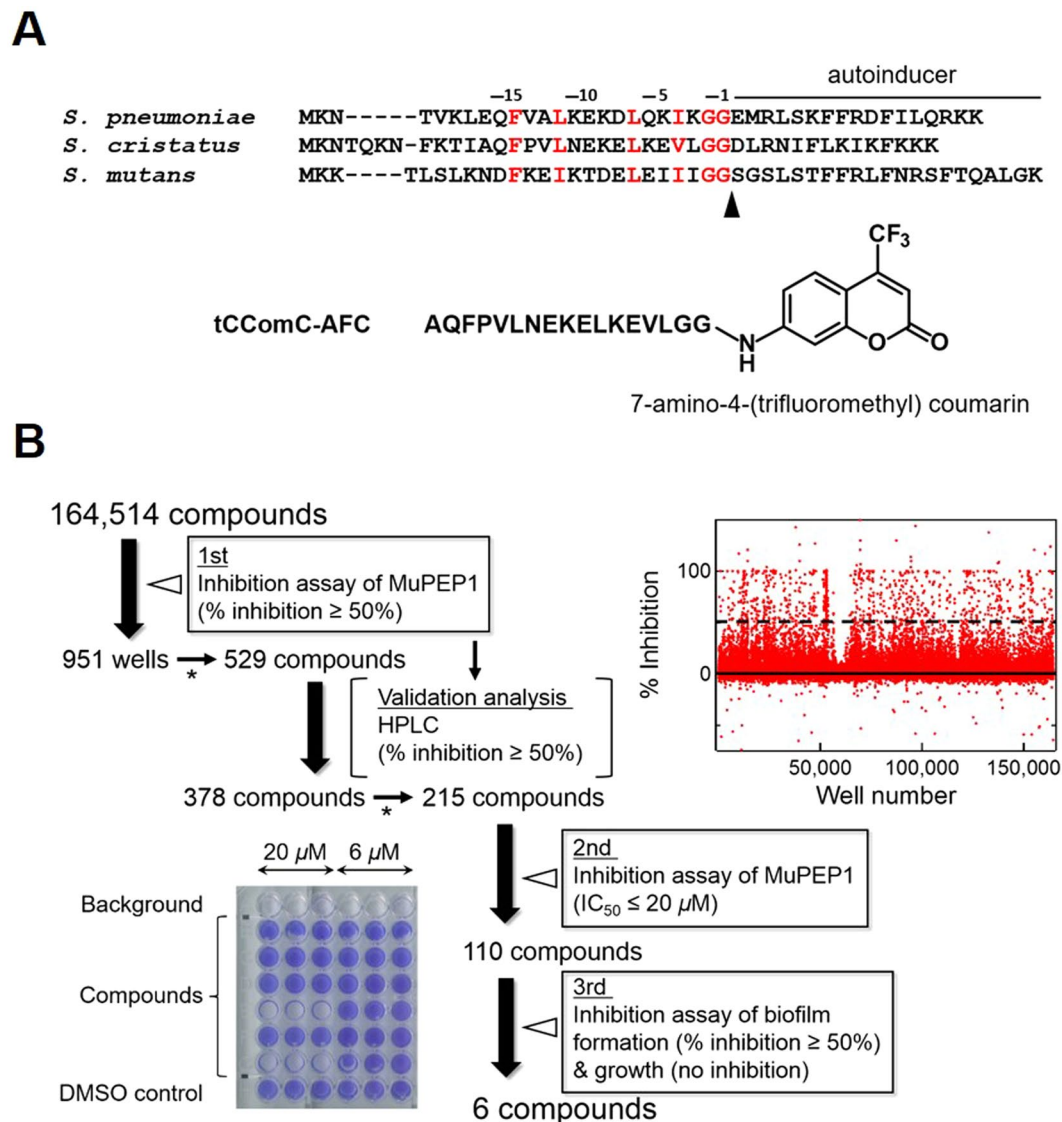 A
autoinducer
–15 –10 –5 –1
S. pneumoniae MKN-----TVKLEQFVALKEKDLQKIKGGEMRLSKFFRDFILQRKK
S. cristatus MKNTQKN-FKTIAQFPVLNEKELKEVLGGDLRNIFLKIKFKKK
S. mutans MKK----TLSLKNDFKEIKTDELEIIIGGSGSLSTFFRLFNRSFTQALGK
CF3
tCComC-AFC AQFPVLNEKELKEVLGG
N
H
O
O
7-amino-4-(trifluoromethyl) coumarin
B
164,514 compounds
1st
Inhibition assay of MuPEP1
(% inhibition ≥ 50%)
951 wells
*
529 compounds
Validation analysis
HPLC
(% inhibition ≥ 50%)
378 compounds
*
215 compounds
% Inhibition
100
0
50,000 100,000 150,000
Well number
2nd
Inhibition assay of MuPEP1
(IC50 ≤ 20 µM)
110 compounds
3rd
Inhibition assay of biofilm
formation (% inhibition ≥ 50%)
& growth (no inhibition)
6 compounds
20 µM 6 µM
Background
Compounds
DMSO control